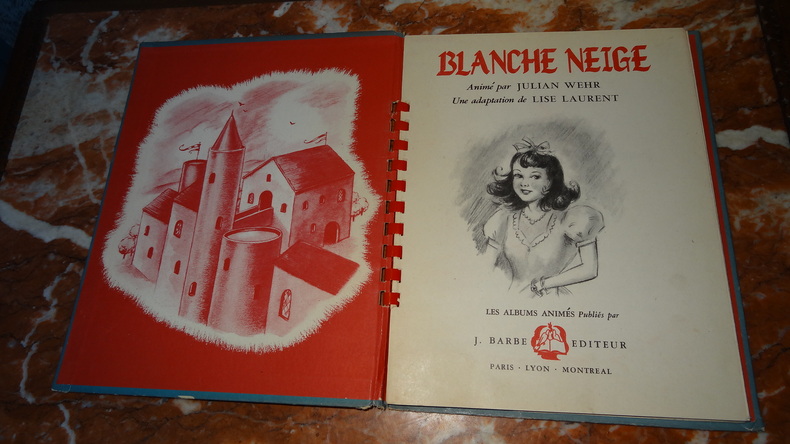 BLANCHE NEIGE
Animé par JULIAN WEHR
Une adaptation de LISE LAURENT
LES ALBUMS ANIMÉS Publiés par
J. BARBE EDITEUR
PARIS · LYON · MONTREAL